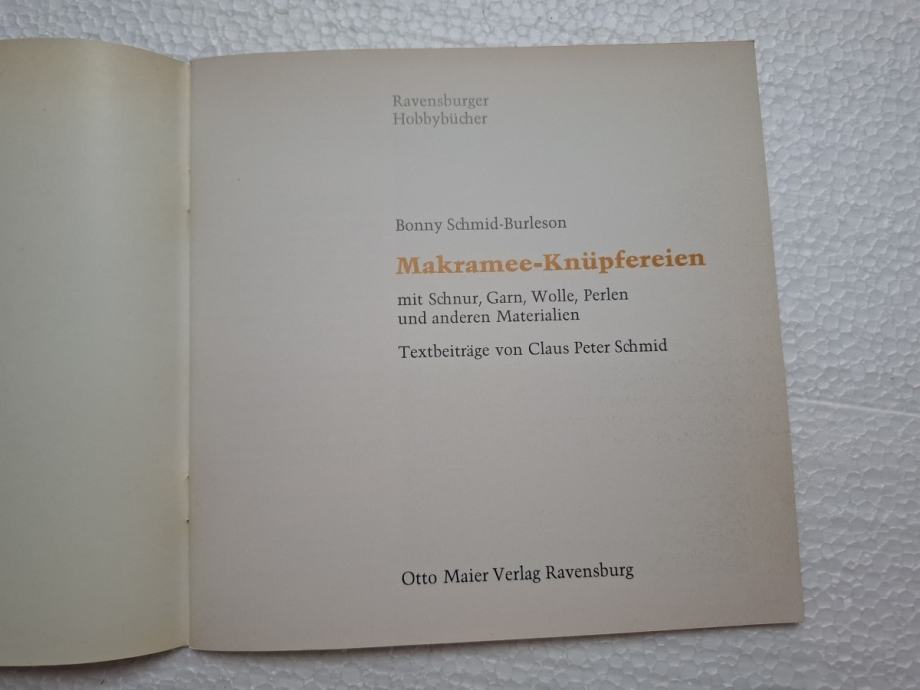 Ravensburger
Hobbybücher
Bonny Schmid-Burleson
Makramee-Knüpfereien
mit Schnur, Garn, Wolle, Perlen
und anderen Materialien
Textbeiträge von Claus Peter Schmid
Otto Maier Verlag Ravensburg